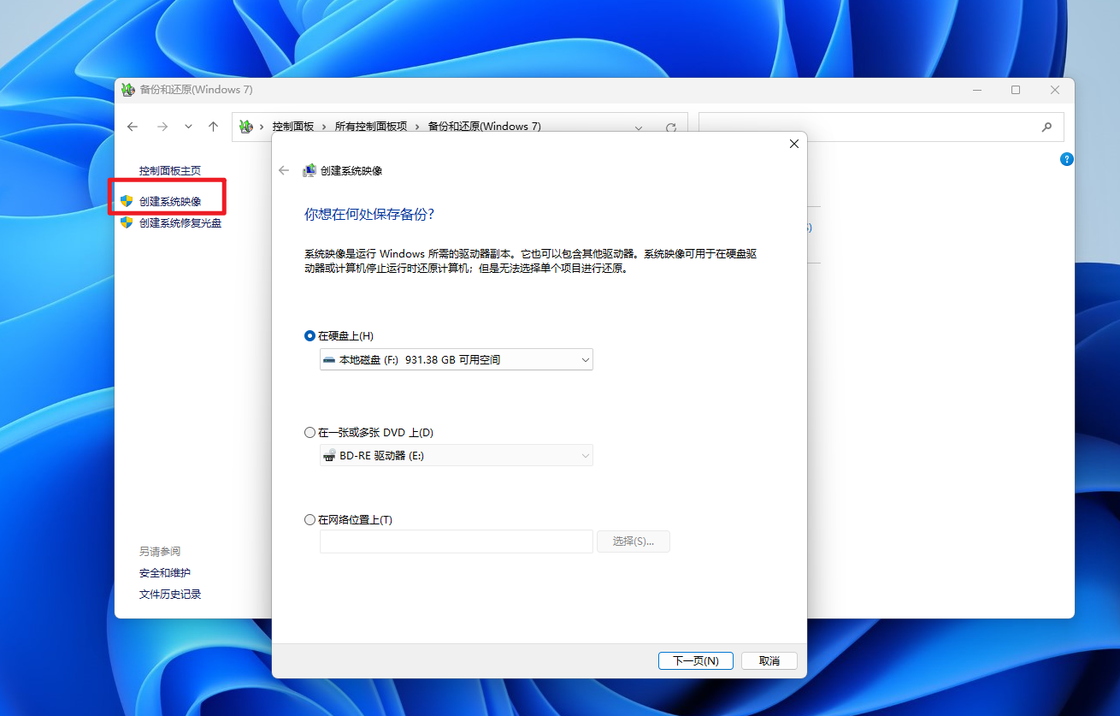 备份和还原(Windows 7)
控制面板 › 所有控制面板项 › 备份和还原(Windows 7)
控制面板主页
创建系统映像
创建系统修复光盘
另请参阅
安全和维护
文件历史记录
创建系统映像
你想在何处保存备份?
系统映像是运行 Windows 所需的驱动器副本。它也可以包含其他驱动器。系统映像可用于在硬盘驱
动器或计算机停止运行时还原计算机；但是无法选择单个项目进行还原。
在硬盘上(H)
本地磁盘 (F:) 931.38 GB 可用空间
在一张或多张 DVD 上(D)
BD-RE 驱动器 (E:)
在网络位置上(T)
选择(S)...
下一页(N)
取消